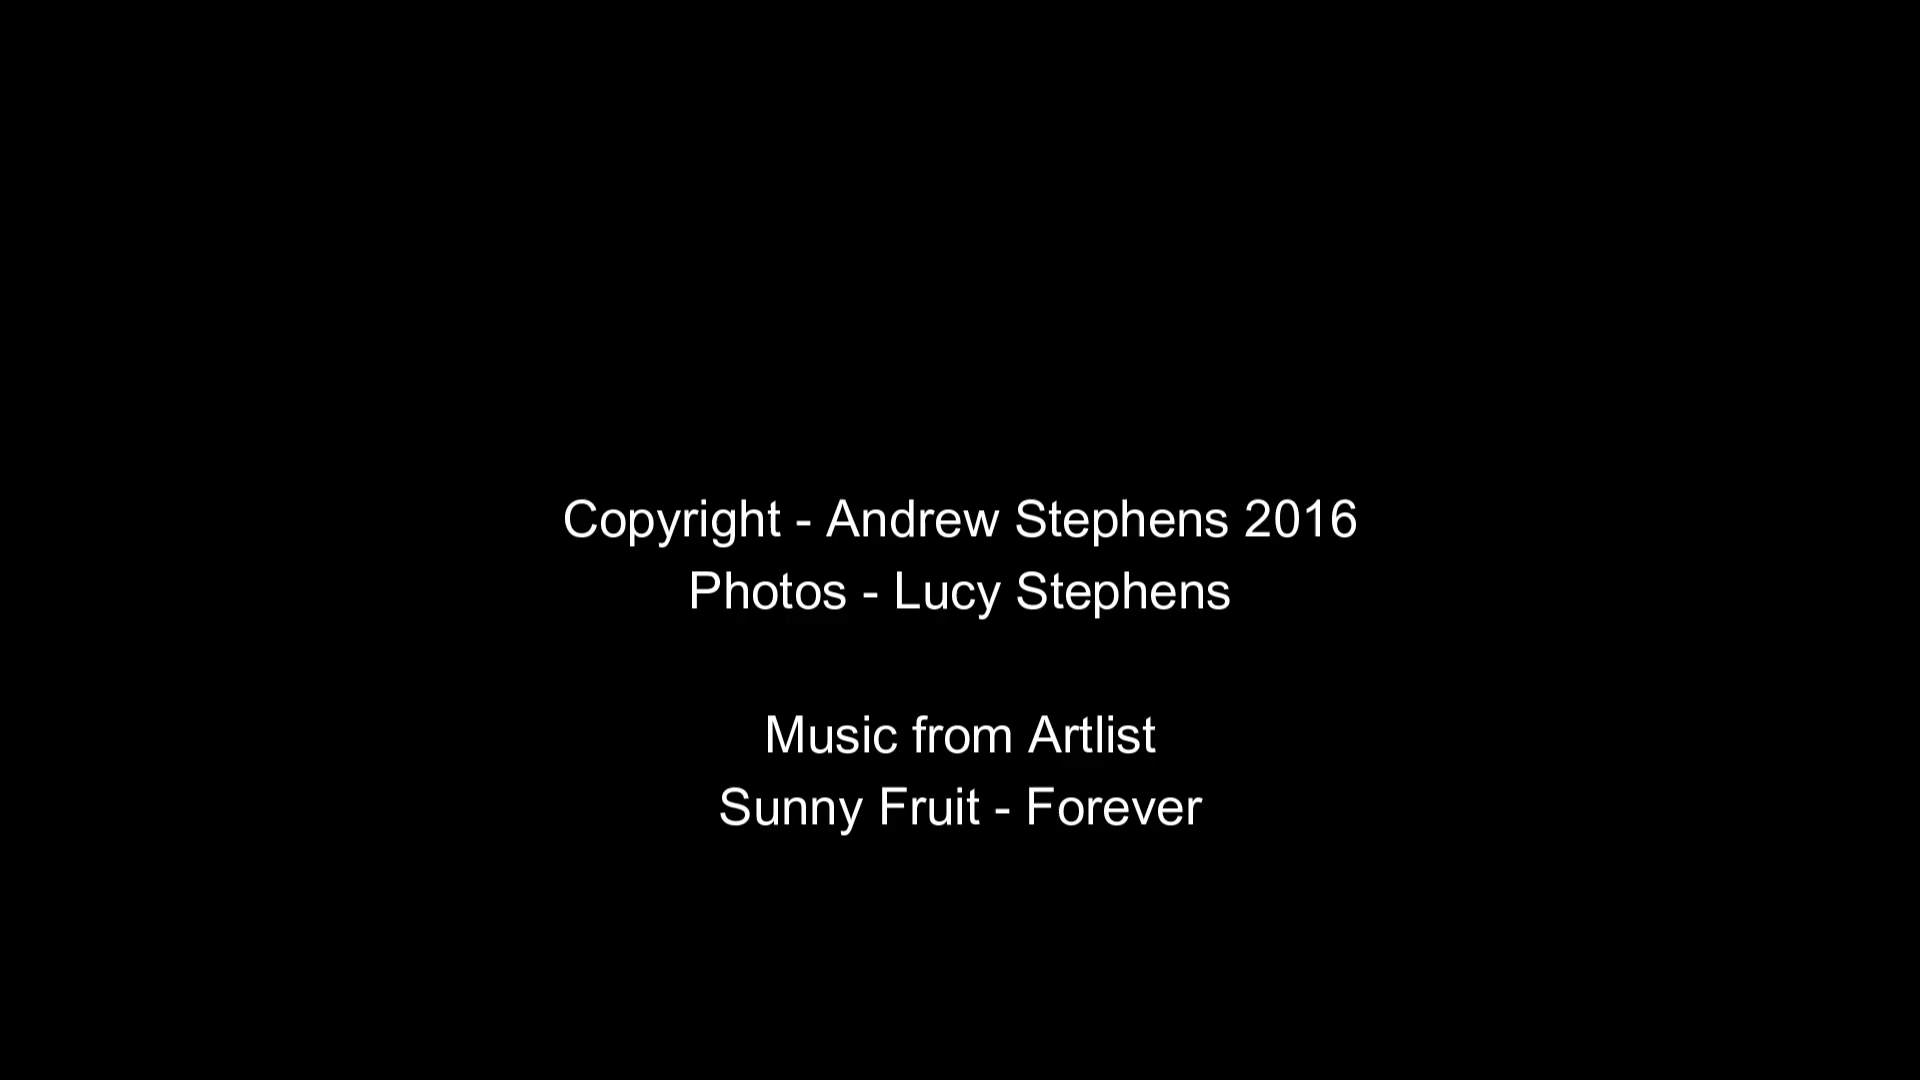 Copyright - Andrew Stephens 2016
Photos - Lucy Stephens
Music from Artlist
Sunny Fruit - Forever